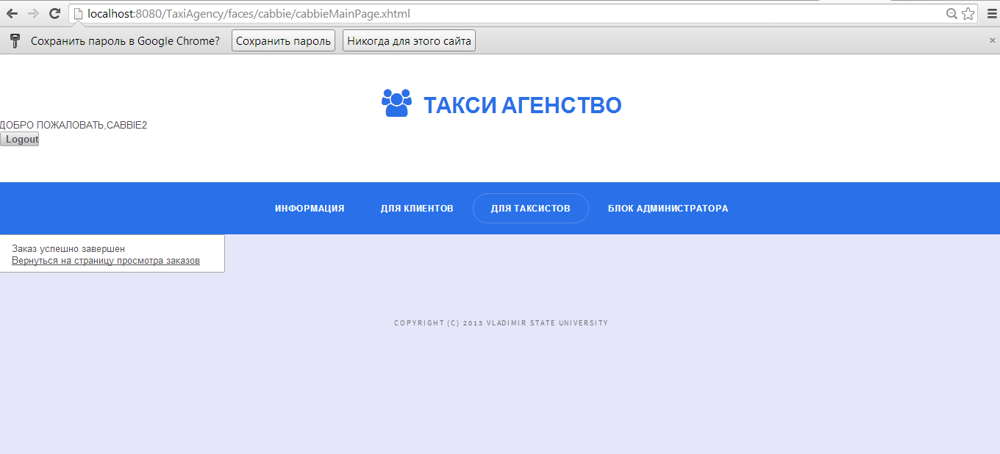 localhost:8080/TaxiAgency/faces/cabbie/cabbieMainPage.xhtml
Сохранить пароль в Google Chrome? Сохранить пароль Никогда для этого сайта
ТАКСИ АГЕНСТВО
ДОБРО ПОЖАЛОВАТЬ,CABBIE2
Logout
ИНФОРМАЦИЯ ДЛЯ КЛИЕНТОВ ДЛЯ ТАКСИСТОВ БЛОК АДМИНИСТРАТОРА
Заказ успешно завершен
Вернуться на страницу просмотра заказов
COPYRIGHT (C) 2013 VLADIMIR STATE UNIVERSITY